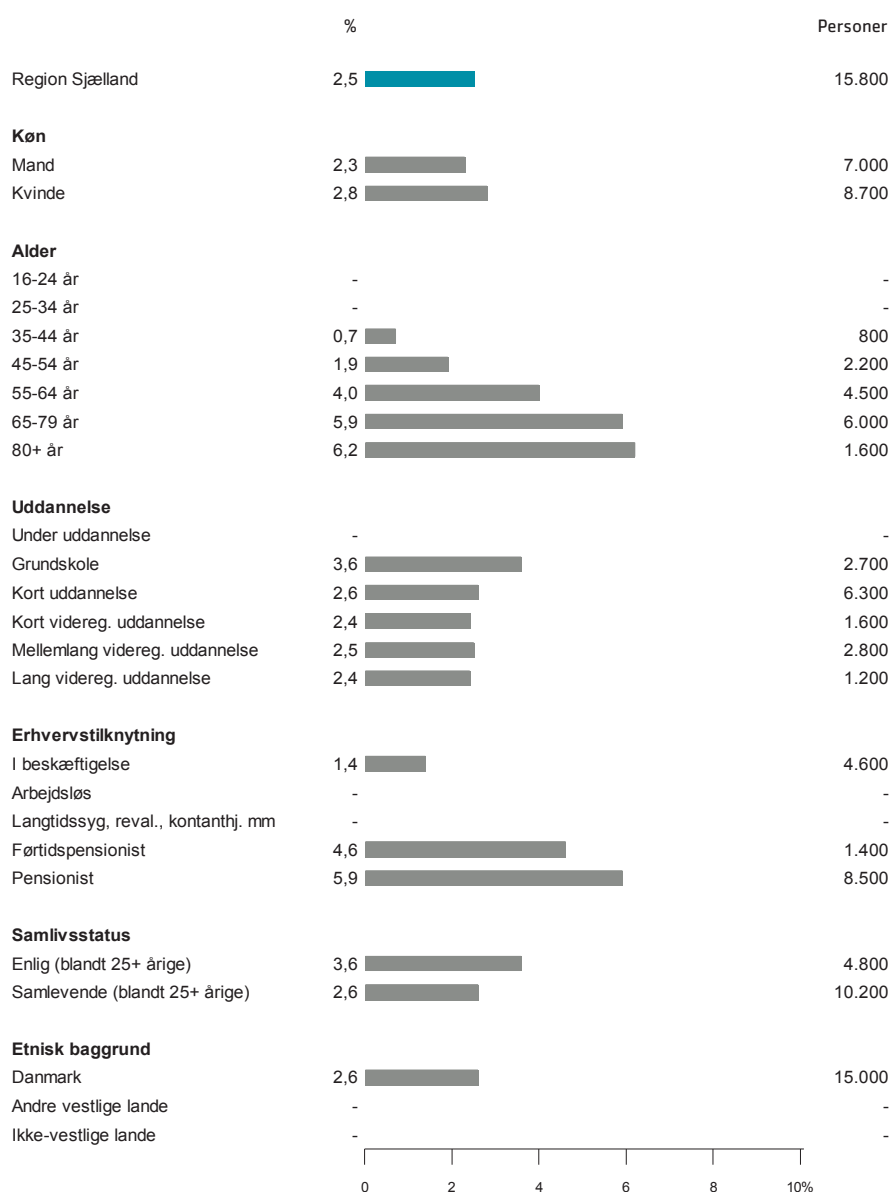 % Personer
Region Sjælland 2,5 15.800
Køn
Mand 2,3 7.000
Kvinde 2,8 8.700
Alder
16-24 år - -
25-34 år - -
35-44 år 0,7 800
45-54 år 1,9 2.200
55-64 år 4,0 4.500
65-79 år 5,9 6.000
80+ år 6,2 1.600
Uddannelse
Under uddannelse - -
Grundskole 3,6 2.700
Kort uddannelse 2,6 6.300
Kort videreg. uddannelse 2,4 1.600
Mellemlang videreg. uddannelse 2,5 2.800
Lang videreg. uddannelse 2,4 1.200
Erhvervstilknytning
I beskæftigelse 1,4 4.600
Arbejdsløs - -
Langtidssyg, reval., kontanthj. mm - -
Førtidspensionist 4,6 1.400
Pensionist 5,9 8.500
Samlivsstatus
Enlig (blandt 25+ årige) 3,6 4.800
Samlevende (blandt 25+ årige) 2,6 10.200
Etnisk baggrund
Danmark 2,6 15.000
Andre vestlige lande - -
Ikke-vestlige lande - -
0 2 4 6 8 10%